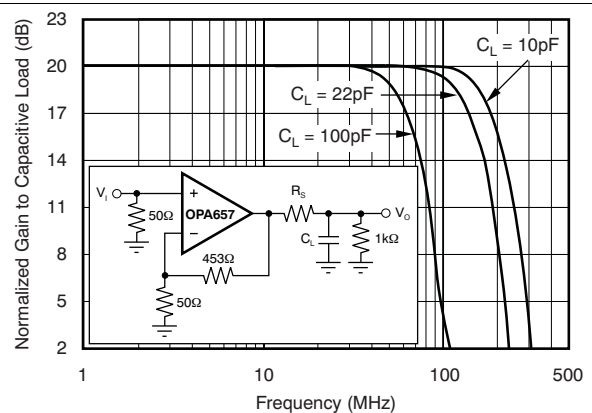 Normalized Gain to Capacitive Load (dB)
23
20
17
14
11
8
5
2
C_L = 10pF
C_L = 22pF
C_L = 100pF
V_I
50Ω
+
OPA657
−
R_S
V_O
C_L
1kΩ
453Ω
50Ω
1 10 100 500
Frequency (MHz)